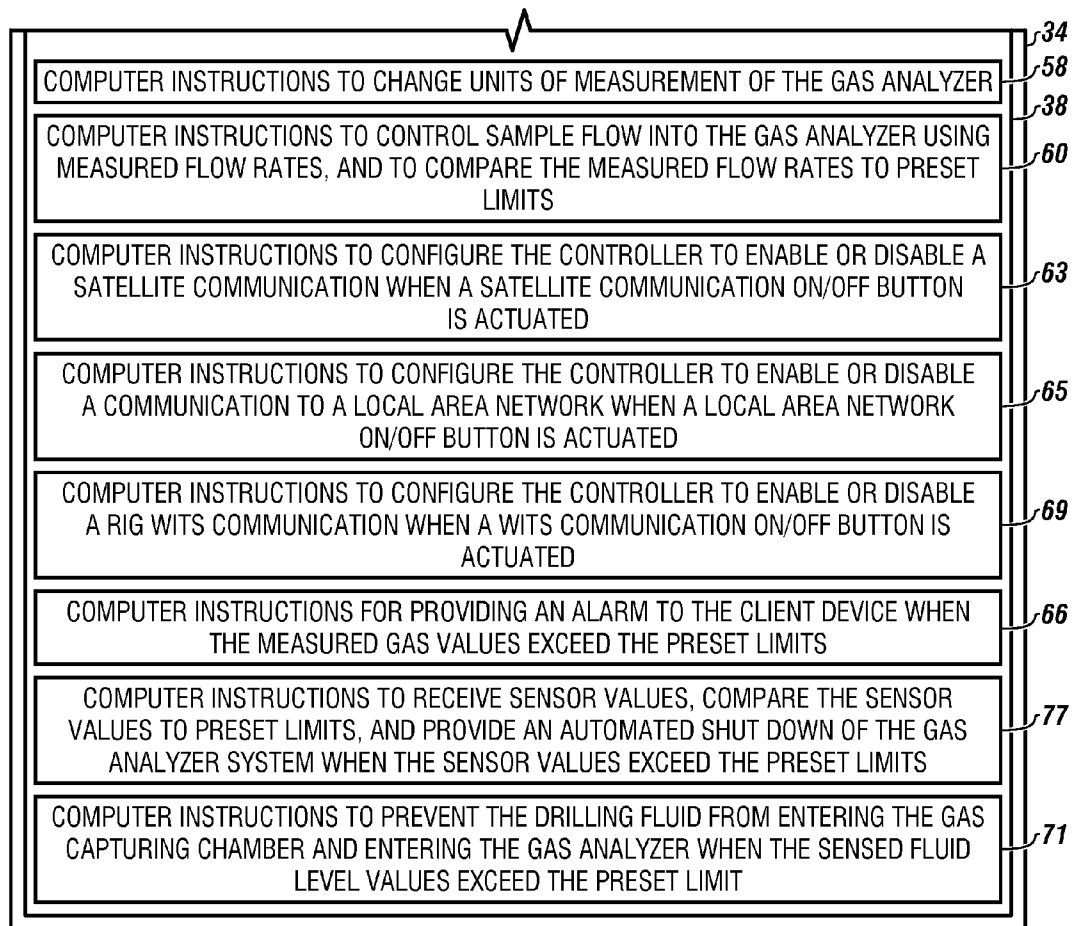 34
COMPUTER INSTRUCTIONS TO CHANGE UNITS OF MEASUREMENT OF THE GAS ANALYZER
58
38
COMPUTER INSTRUCTIONS TO CONTROL SAMPLE FLOW INTO THE GAS ANALYZER USING
MEASURED FLOW RATES, AND TO COMPARE THE MEASURED FLOW RATES TO PRESET
LIMITS
60
COMPUTER INSTRUCTIONS TO CONFIGURE THE CONTROLLER TO ENABLE OR DISABLE A
SATELLITE COMMUNICATION WHEN A SATELLITE COMMUNICATION ON/OFF BUTTON
IS ACTUATED
63
COMPUTER INSTRUCTIONS TO CONFIGURE THE CONTROLLER TO ENABLE OR DISABLE
A COMMUNICATION TO A LOCAL AREA NETWORK WHEN A LOCAL AREA NETWORK
ON/OFF BUTTON IS ACTUATED
65
COMPUTER INSTRUCTIONS TO CONFIGURE THE CONTROLLER TO ENABLE OR DISABLE
A RIG WITS COMMUNICATION WHEN A WITS COMMUNICATION ON/OFF BUTTON IS
ACTUATED
69
COMPUTER INSTRUCTIONS FOR PROVIDING AN ALARM TO THE CLIENT DEVICE WHEN
THE MEASURED GAS VALUES EXCEED THE PRESET LIMITS
66
COMPUTER INSTRUCTIONS TO RECEIVE SENSOR VALUES, COMPARE THE SENSOR
VALUES TO PRESET LIMITS, AND PROVIDE AN AUTOMATED SHUT DOWN OF THE GAS
ANALYZER SYSTEM WHEN THE SENSOR VALUES EXCEED THE PRESET LIMITS
77
COMPUTER INSTRUCTIONS TO PREVENT THE DRILLING FLUID FROM ENTERING THE GAS
CAPTURING CHAMBER AND ENTERING THE GAS ANALYZER WHEN THE SENSED FLUID
LEVEL VALUES EXCEED THE PRESET LIMIT
71